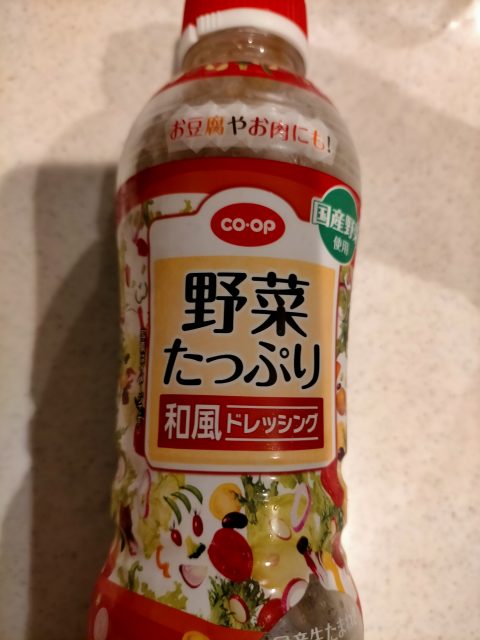 お豆腐やお肉にも!
CO·OP
国産野菜
使用
野菜
たっぷり
和風ドレッシング